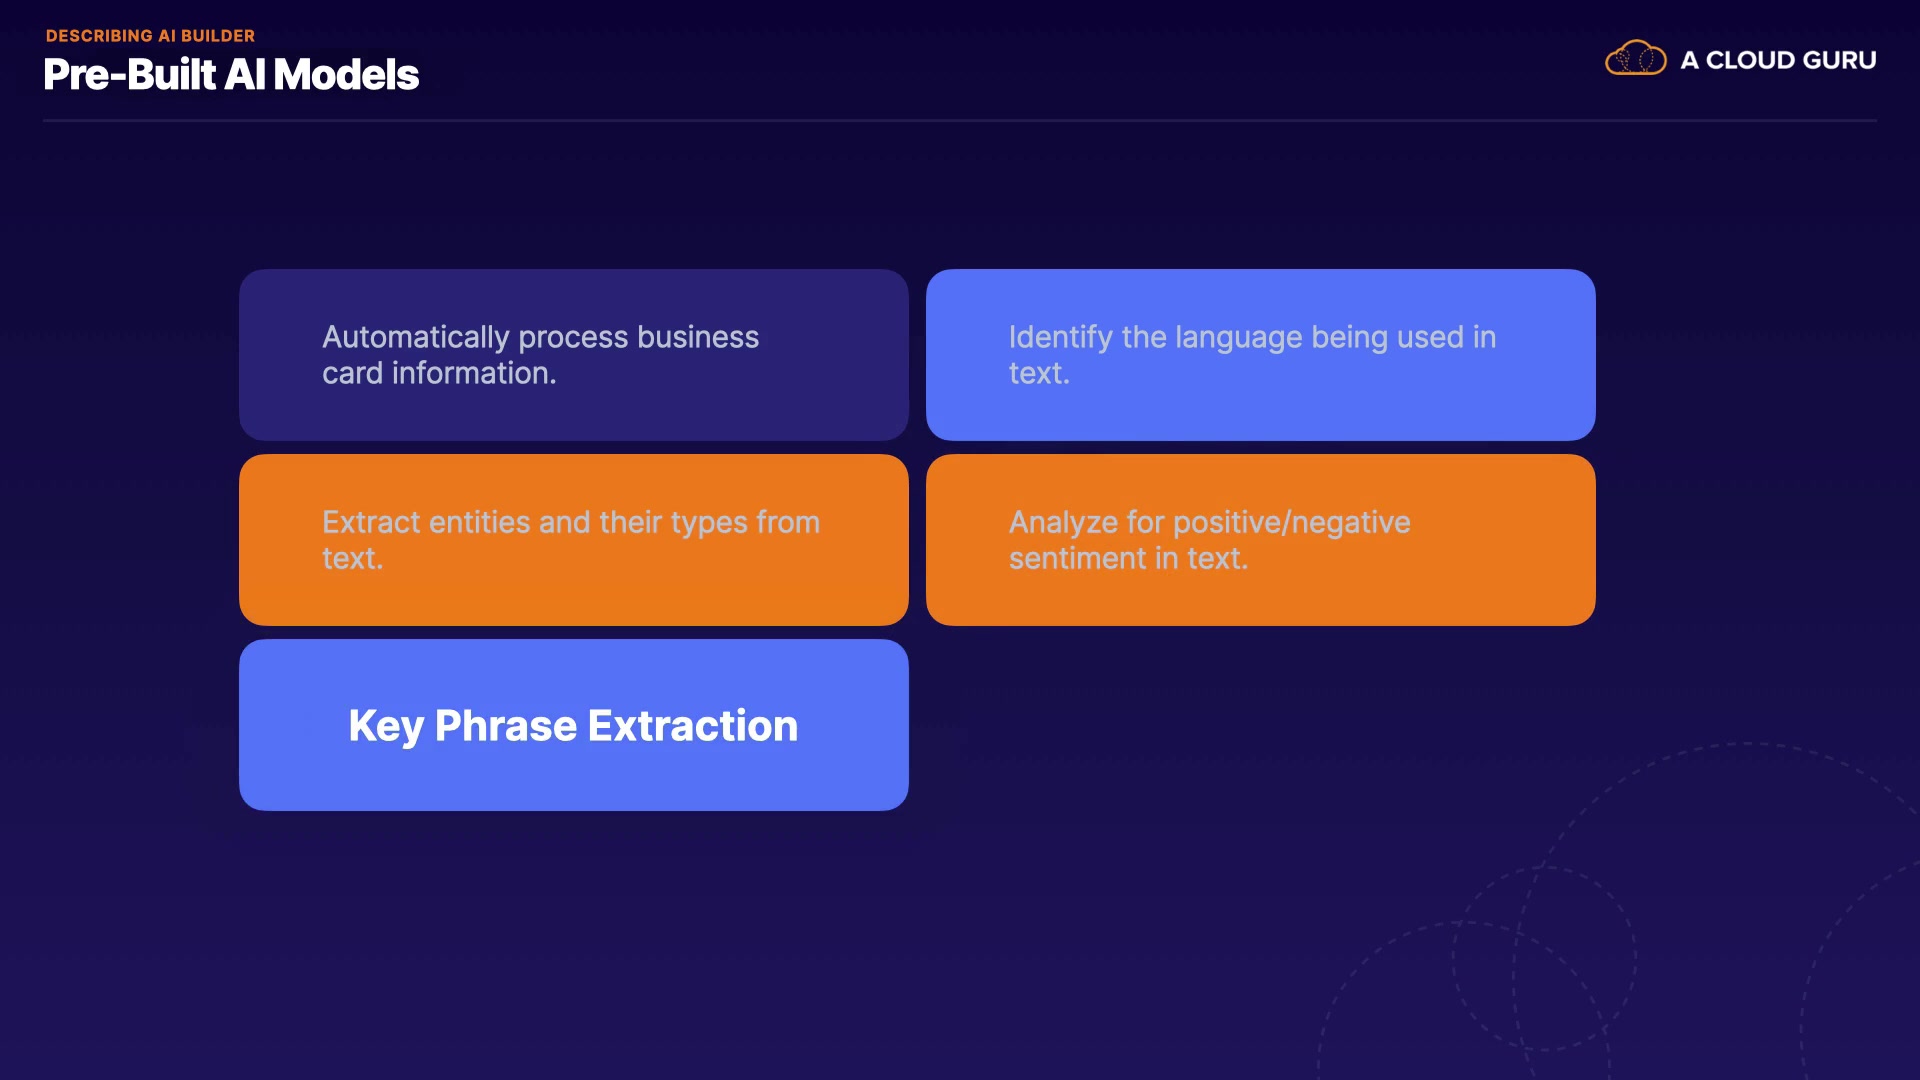 DESCRIBING AI BUILDER
Pre-Built AI Models
A CLOUD GURU
Automatically process business
card information.
Identify the language being used in
text.
Extract entities and their types from
text.
Analyze for positive/negative
sentiment in text.
Key Phrase Extraction